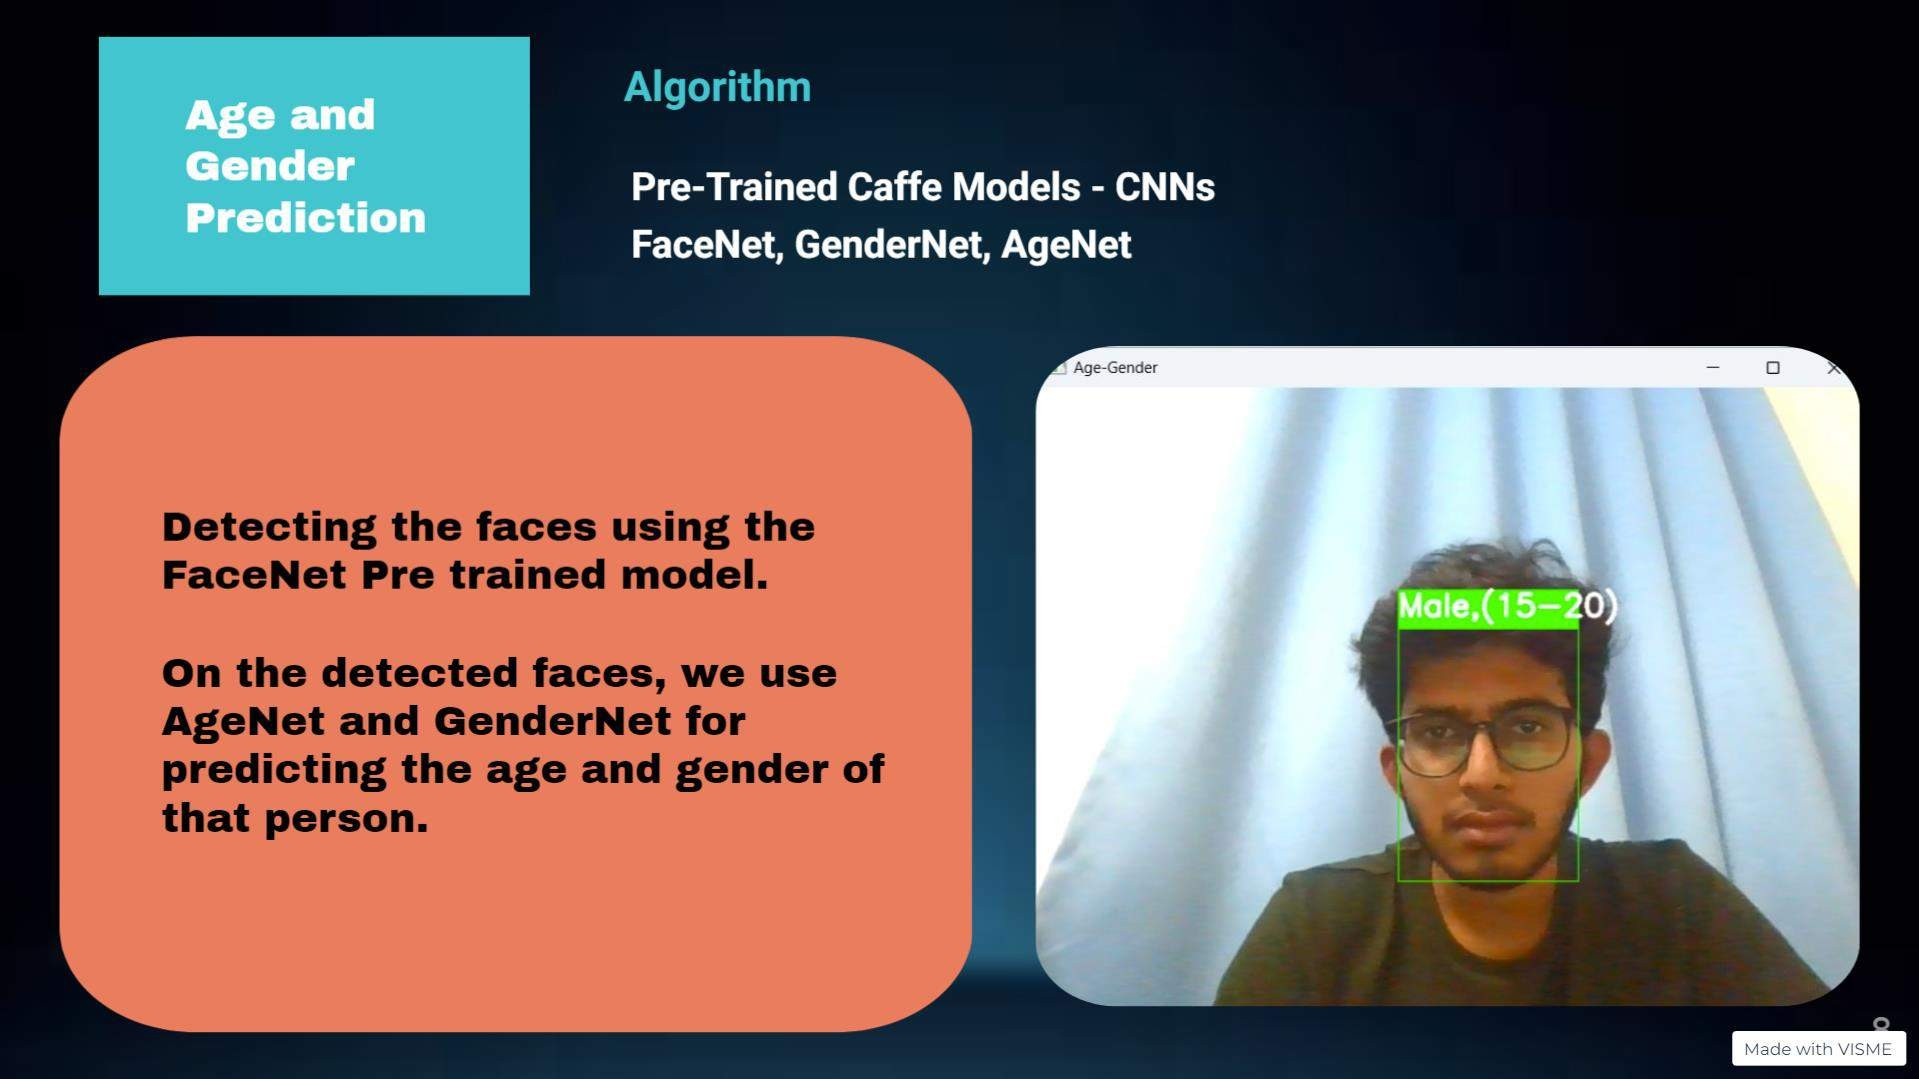 Age and
Gender
Prediction
Algorithm
Pre-Trained Caffe Models - CNNs
FaceNet, GenderNet, AgeNet
Detecting the faces using the
FaceNet Pre trained model.
On the detected faces, we use
AgeNet and GenderNet for
predicting the age and gender of
that person.
Age-Gender
Male,(15-20)
Made with VISME